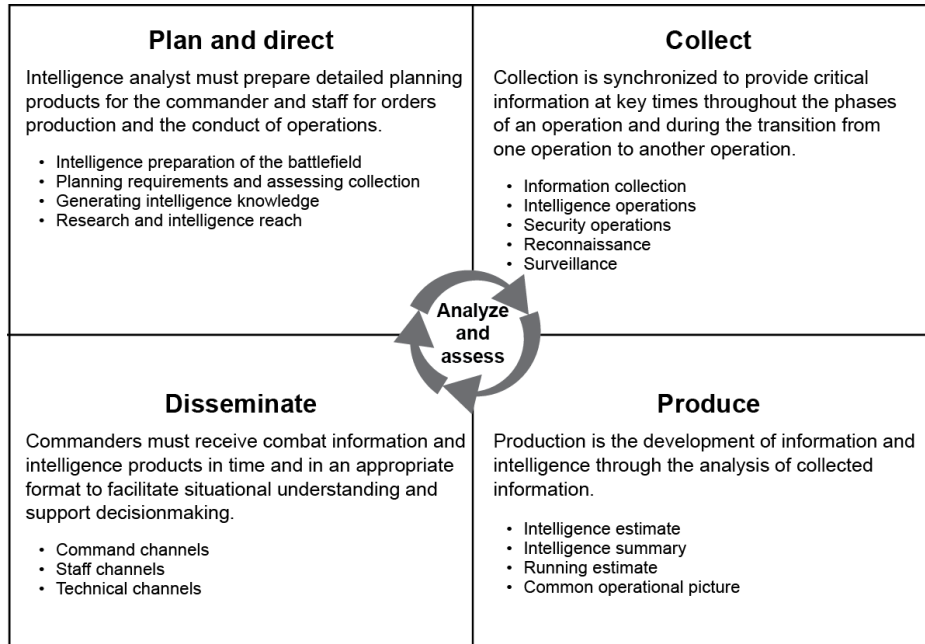 Plan and direct
Intelligence analyst must prepare detailed planning
products for the commander and staff for orders
production and the conduct of operations.
• Intelligence preparation of the battlefield
• Planning requirements and assessing collection
• Generating intelligence knowledge
• Research and intelligence reach
Collect
Collection is synchronized to provide critical
information at key times throughout the phases
of an operation and during the transition from
one operation to another operation.
• Information collection
• Intelligence operations
• Security operations
• Reconnaissance
• Surveillance
Analyze
and
assess
Disseminate
Commanders must receive combat information and
intelligence products in time and in an appropriate
format to facilitate situational understanding and
support decisionmaking.
• Command channels
• Staff channels
• Technical channels
Produce
Production is the development of information and
intelligence through the analysis of collected
information.
• Intelligence estimate
• Intelligence summary
• Running estimate
• Common operational picture